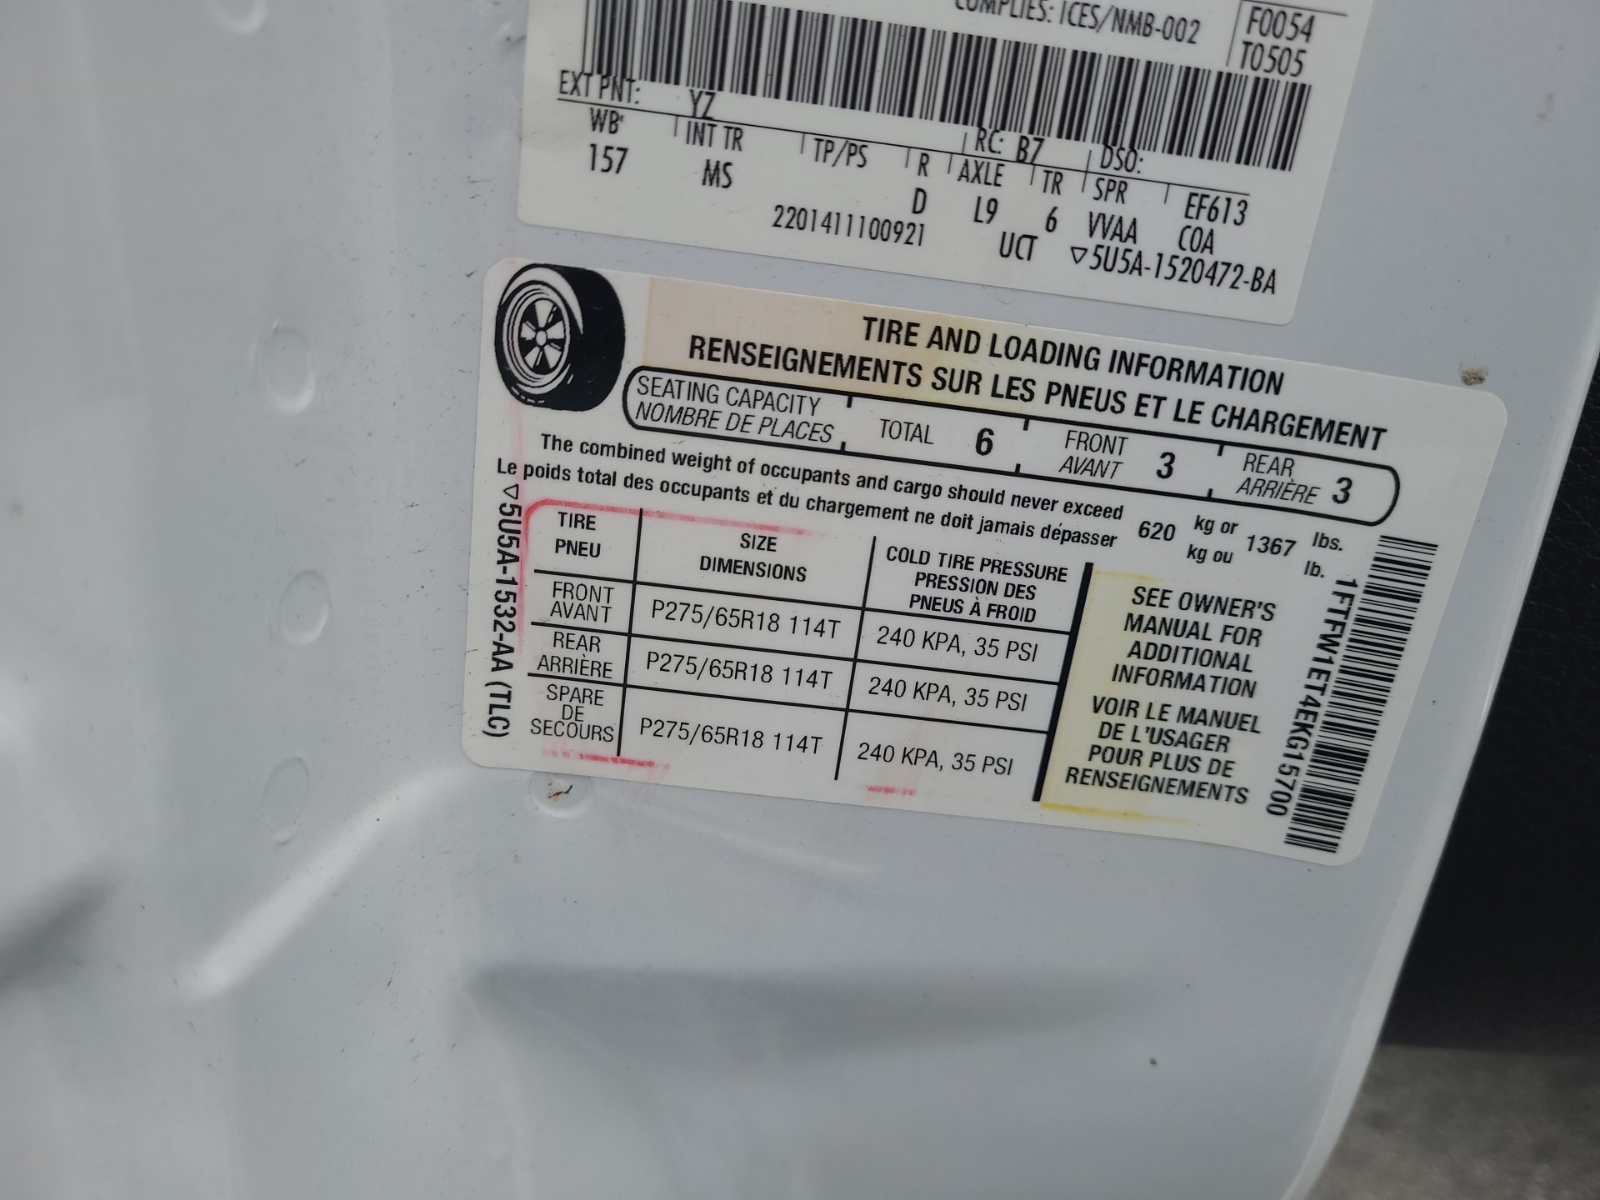 COMPLIES: ICES/NMB-002
F0054
T0505
EXT PNT: YZ RC: B7 DSO:
WB INT TR TP/PS R AXLE TR SPR EF613
157 MS D L9 6 VVAA COA
2201411100921 UCT ▽5U5A-1520472-BA
TIRE AND LOADING INFORMATION
RENSEIGNEMENTS SUR LES PNEUS ET LE CHARGEMENT
SEATING CAPACITY
NOMBRE DE PLACES
TOTAL 6
FRONT
AVANT 3
REAR
ARRIÈRE 3
The combined weight of occupants and cargo should never exceed
Le poids total des occupants et du chargement ne doit jamais dépasser
620
kg or
kg ou
1367
lbs.
lb.
TIRE
PNEU
SIZE
DIMENSIONS
COLD TIRE PRESSURE
PRESSION DES
PNEUS À FROID
FRONT
AVANT
P275/65R18 114T
240 KPA, 35 PSI
REAR
ARRIÈRE
P275/65R18 114T
240 KPA, 35 PSI
SPARE
DE
SECOURS
P275/65R18 114T
240 KPA, 35 PSI
SEE OWNER'S
MANUAL FOR
ADDITIONAL
INFORMATION
VOIR LE MANUEL
DE L'USAGER
POUR PLUS DE
RENSEIGNEMENTS
▽5U5A-1532-AA (TLC)
1FTFW1ET4EKG15700